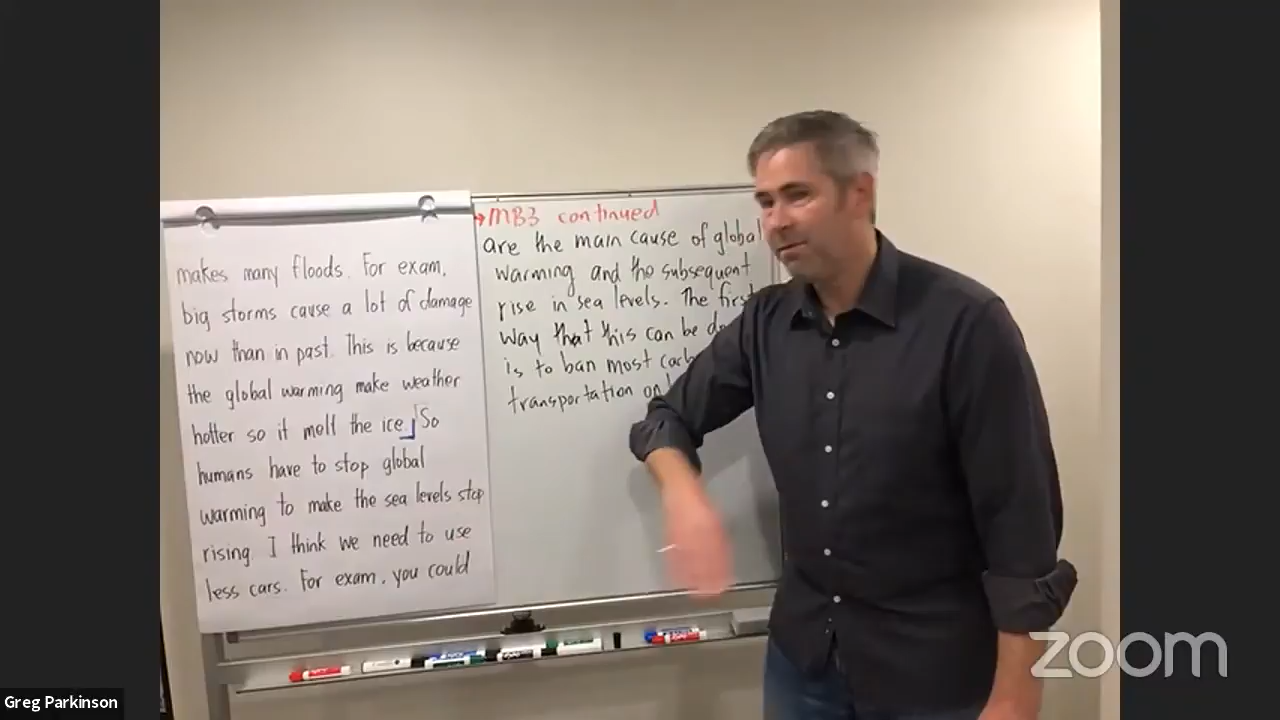 makes many floods. For exam,
big storms cause a lot of damage
now than in past. This is because
the global warming make weather
hotter so it melt the ice. So
humans have to stop global
warming to make the sea levels stop
rising. I think we need to use
less cars. For exam, you could
→ MB3 continued
are the main cause of global
warming and the subsequent
rise in sea levels. The first
way that this can be
is to ban most
transportation on
zoom
Greg Parkinson